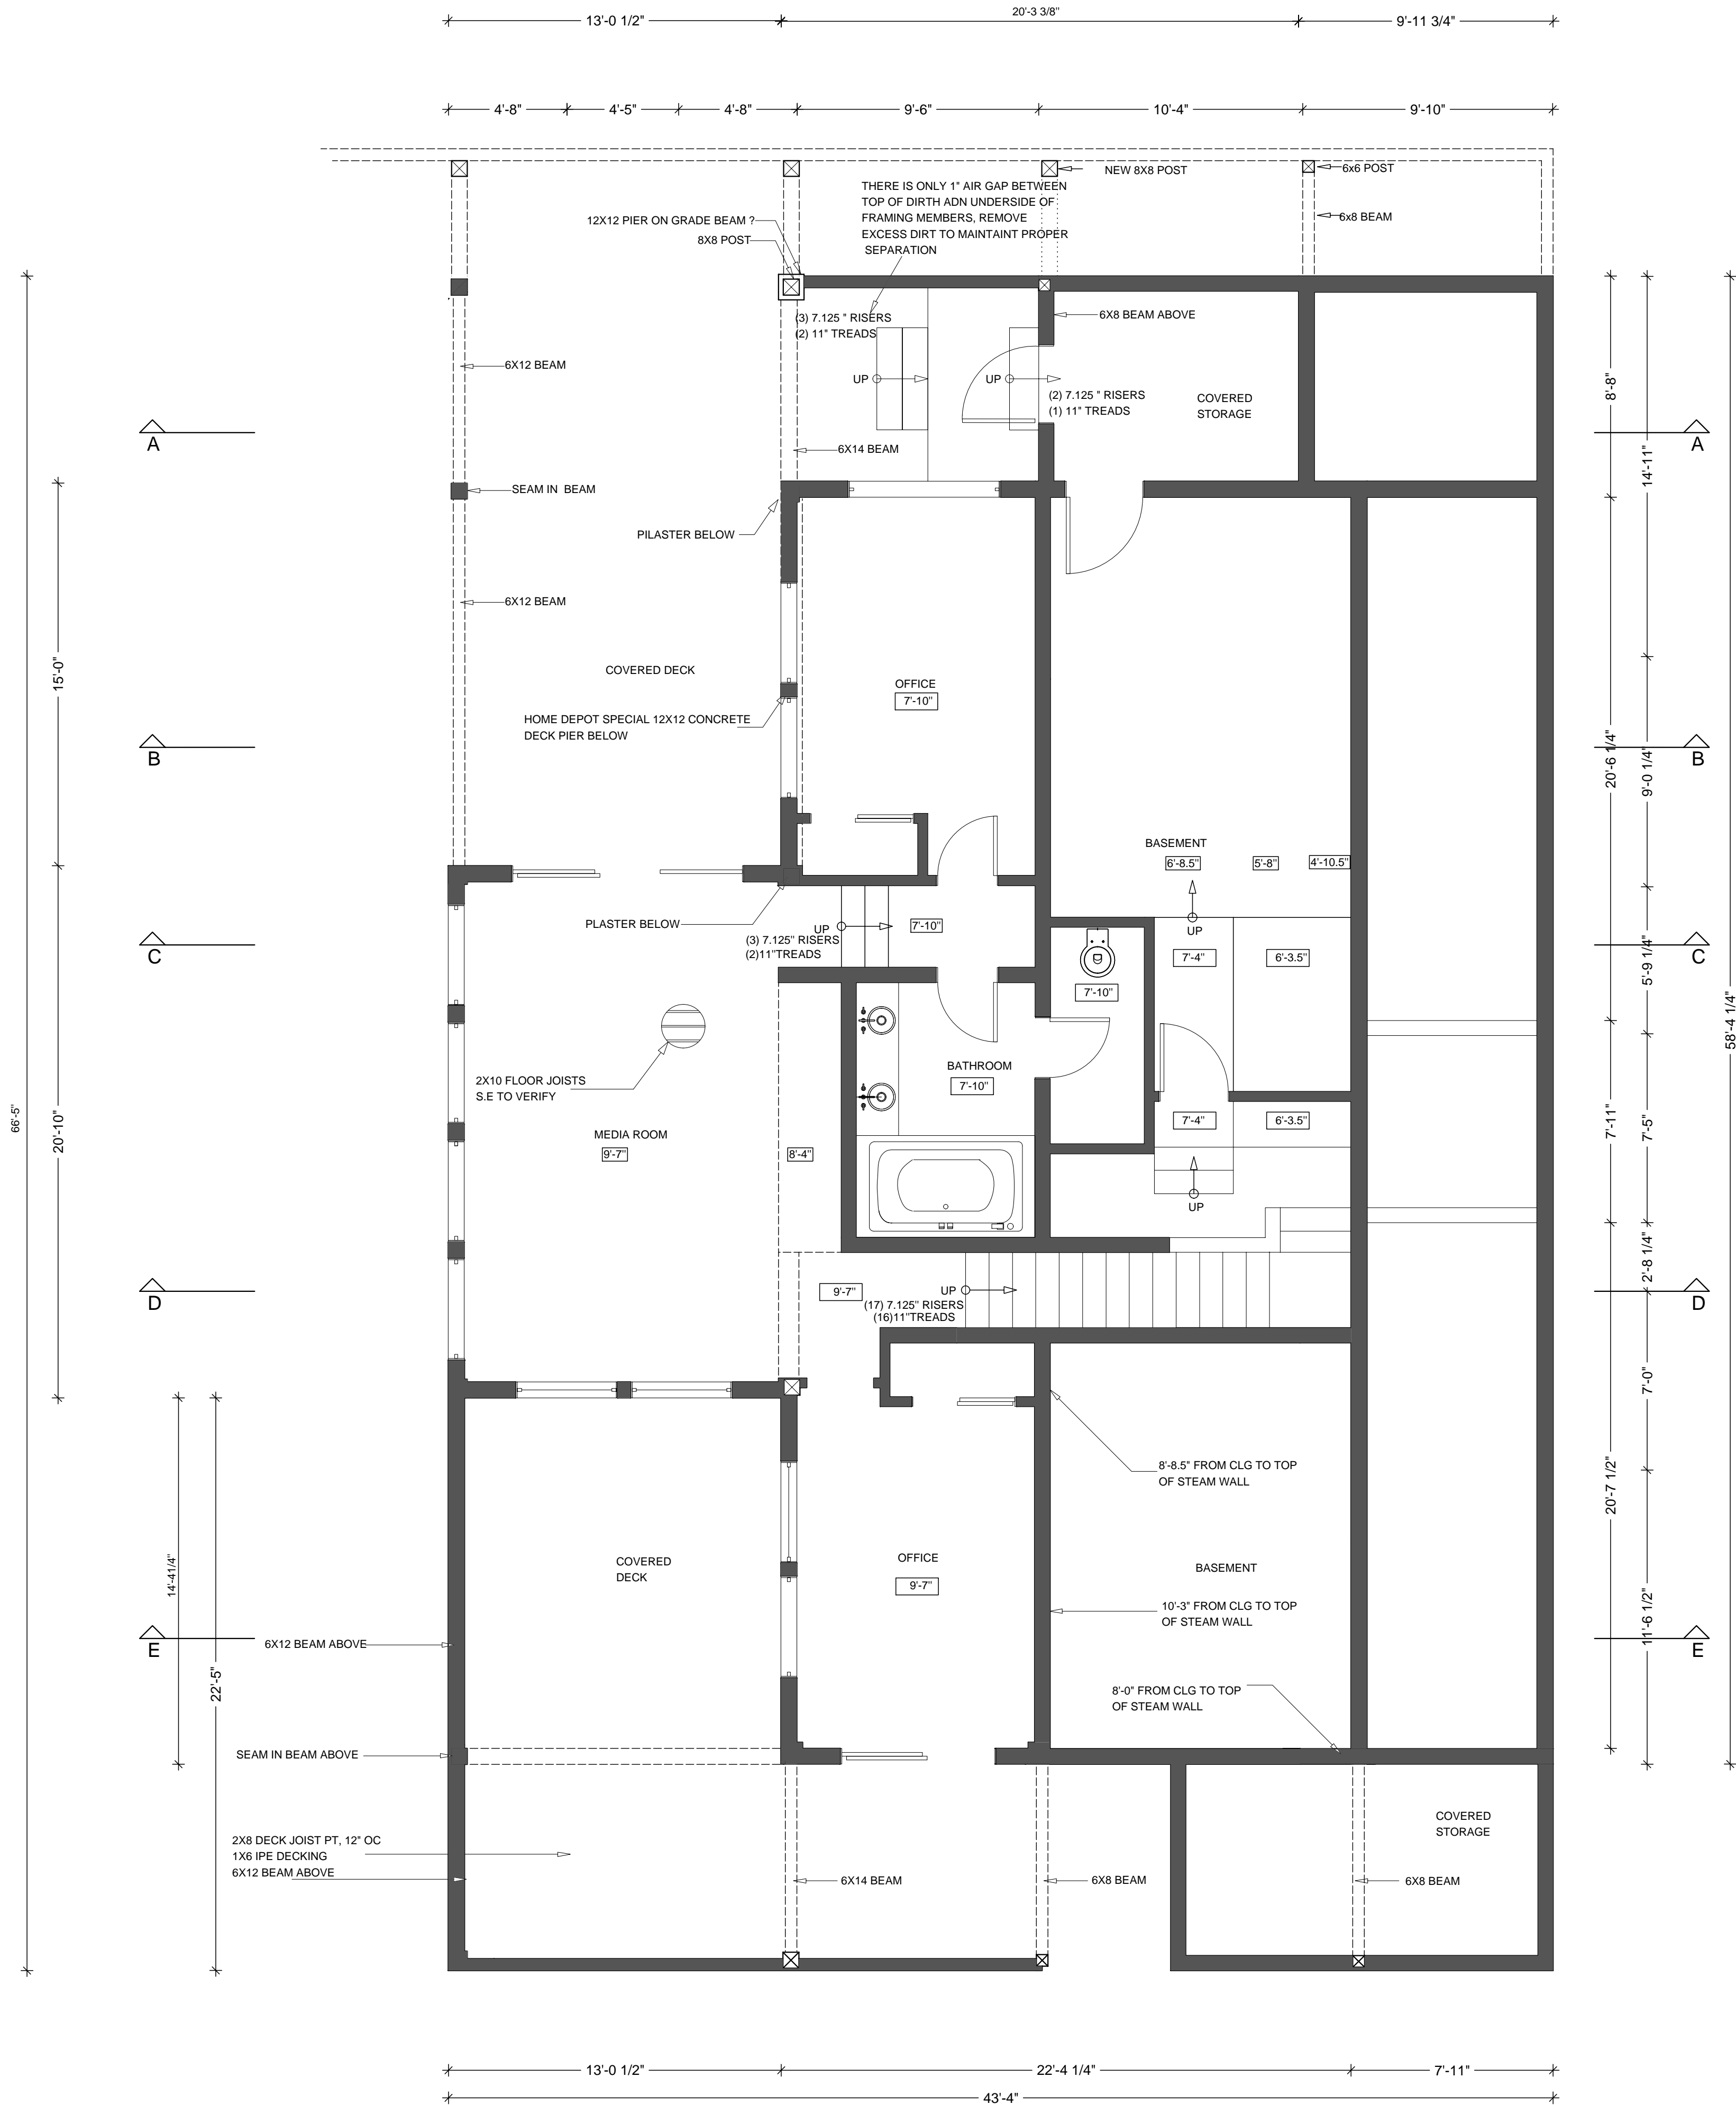 13'-0 1/2"
20'-3 3/8"
9'-11 3/4"
4'-8"
4'-5"
4'-8"
9'-6"
10'-4"
9'-10"
NEW 8X8 POST
6x6 POST
THERE IS ONLY 1" AIR GAP BETWEEN
TOP OF DIRTH ADN UNDERSIDE OF
FRAMING MEMBERS, REMOVE
EXCESS DIRT TO MAINTAINT PROPER
SEPARATION
12X12 PIER ON GRADE BEAM ?
8X8 POST
6x8 BEAM
(3) 7.125 " RISERS
(2) 11" TREADS
6X8 BEAM ABOVE
6X12 BEAM
UP
UP
(2) 7.125 " RISERS
(1) 11" TREADS
COVERED
STORAGE
8'-8"
A
A
6X14 BEAM
14'-11"
SEAM IN BEAM
PILASTER BELOW
6X12 BEAM
15'-0"
COVERED DECK
OFFICE
7'-10"
HOME DEPOT SPECIAL 12X12 CONCRETE
DECK PIER BELOW
B
B
20'-6 1/4"
9'-0 1/4"
BASEMENT
6'-8.5"
5'-8"
4'-10.5"
PLASTER BELOW
UP
(3) 7.125" RISERS
(2)11"TREADS
7'-10"
UP
C
C
7'-4"
6'-3.5"
5'-9 1/4"
7'-10"
58'-4 1/4"
2X10 FLOOR JOISTS
S.E TO VERIFY
BATHROOM
7'-10"
66'-5"
20'-10"
MEDIA ROOM
9'-7"
8'-4"
7'-4"
6'-3.5"
7'-11"
7'-5"
UP
2'-8 1/4"
D
D
9'-7"
UP
(17) 7.125" RISERS
(16)11"TREADS
7'-0"
8'-8.5" FROM CLG TO TOP
OF STEAM WALL
20'-7 1/2"
14'-41/4"
COVERED
DECK
OFFICE
9'-7"
BASEMENT
10'-3" FROM CLG TO TOP
OF STEAM WALL
11'-6 1/2"
E
E
6X12 BEAM ABOVE
22'-5"
8'-0" FROM CLG TO TOP
OF STEAM WALL
SEAM IN BEAM ABOVE
2X8 DECK JOIST PT, 12" OC
1X6 IPE DECKING
6X12 BEAM ABOVE
COVERED
STORAGE
6X14 BEAM
6X8 BEAM
6X8 BEAM
13'-0 1/2"
22'-4 1/4"
7'-11"
43'-4"